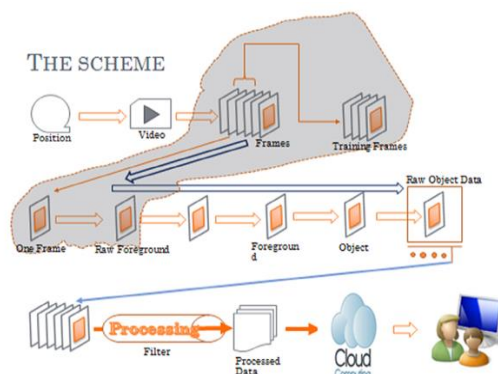 THE SCHEME
Position
Video
Frames
Training Frames
Raw Object Data
One Frame
Raw Foreground
Foregroun
d
Object
Processing
Filter
Processed
Data
Cloud
Computing